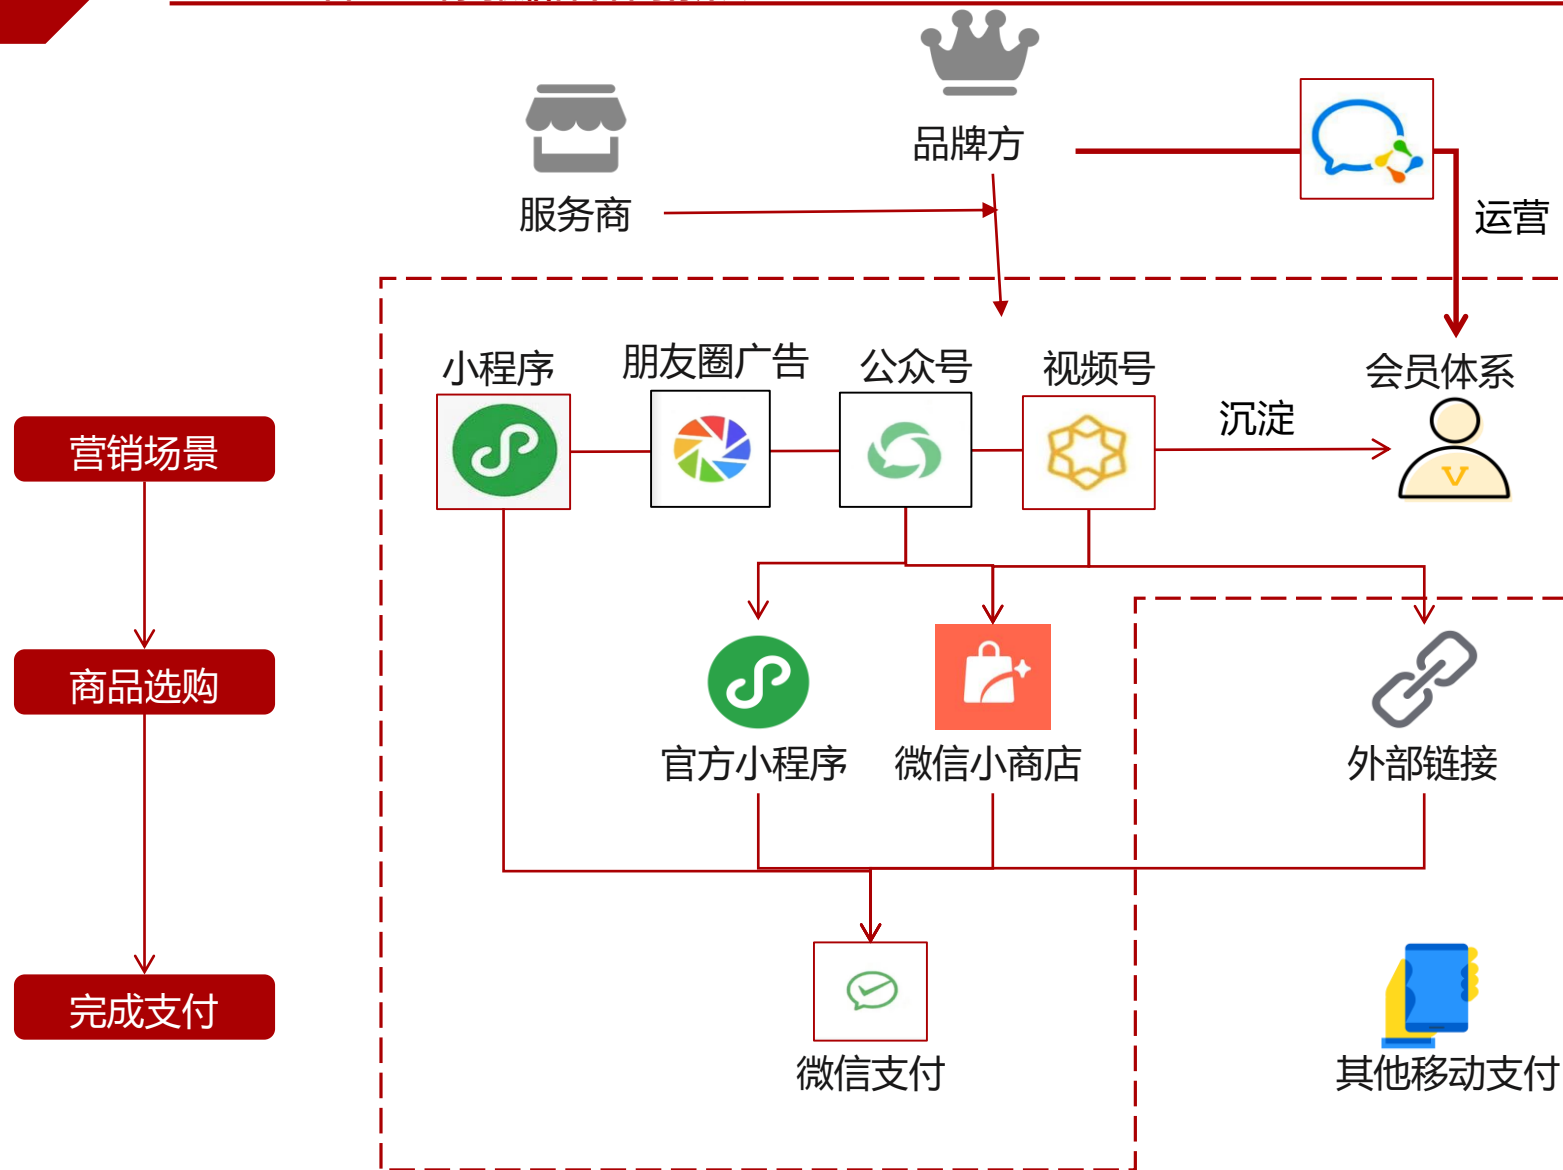 品牌方
服务商
运营
小程序
朋友圈广告
公众号
视频号
会员体系
沉淀
营销场景
商品选购
官方小程序
微信小商店
外部链接
完成支付
微信支付
其他移动支付